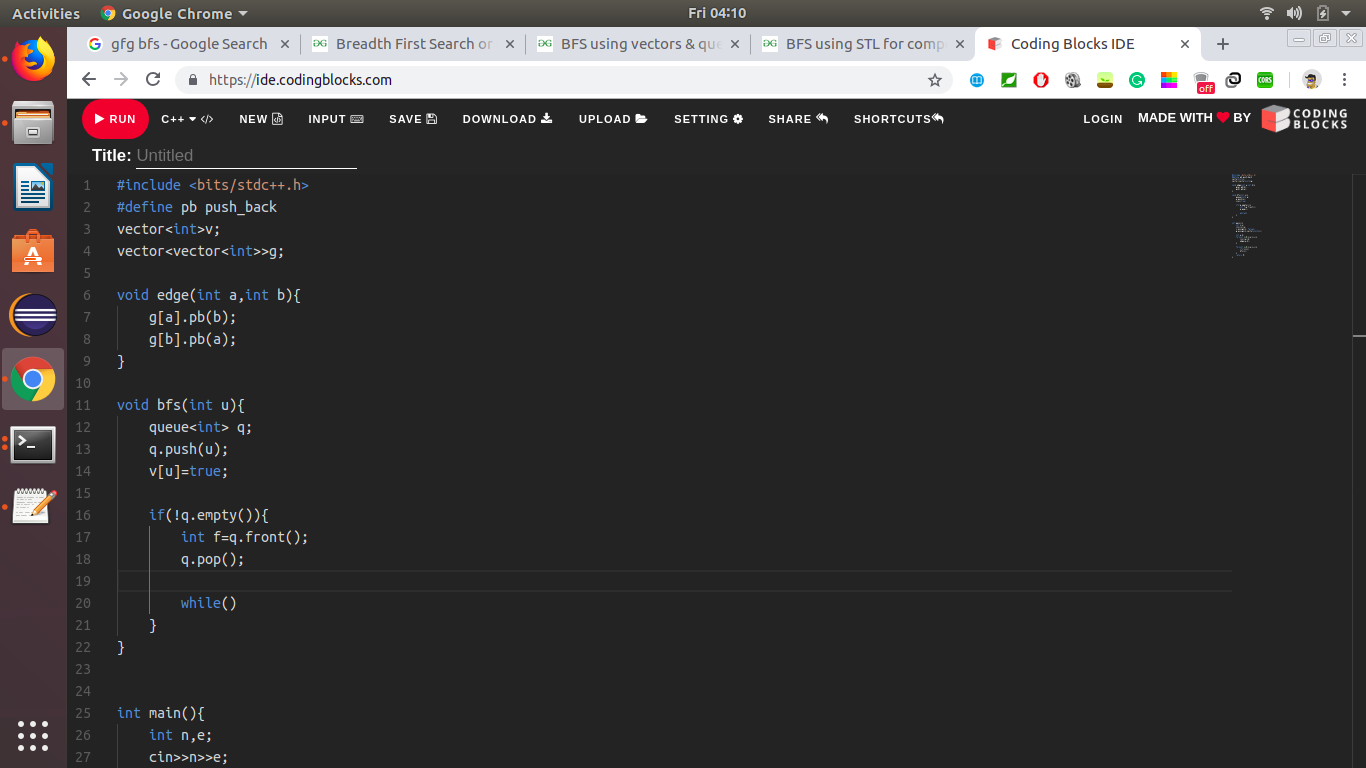 Activities Google Chrome Fri 04:10
gfg bfs - Google Search Breadth First Search or BFS using vectors & que BFS using STL for comp Coding Blocks IDE
https://ide.codingblocks.com off CORS
RUN C++ </> NEW INPUT SAVE DOWNLOAD UPLOAD SETTING SHARE SHORTCUTS LOGIN MADE WITH BY CODING BLOCKS
Title: Untitled
1 #include <bits/stdc++.h>
2 #define pb push_back
3 vector<int>v;
4 vector<vector<int>>g;
5
6 void edge(int a,int b){
7 g[a].pb(b);
8 g[b].pb(a);
9 }
10
11 void bfs(int u){
12 queue<int> q;
13 q.push(u);
14 v[u]=true;
15
16 if(!q.empty()){
17 int f=q.front();
18 q.pop();
19
20 while()
21 }
22 }
23
24
25 int main(){
26 int n,e;
27 cin>>n>>e;